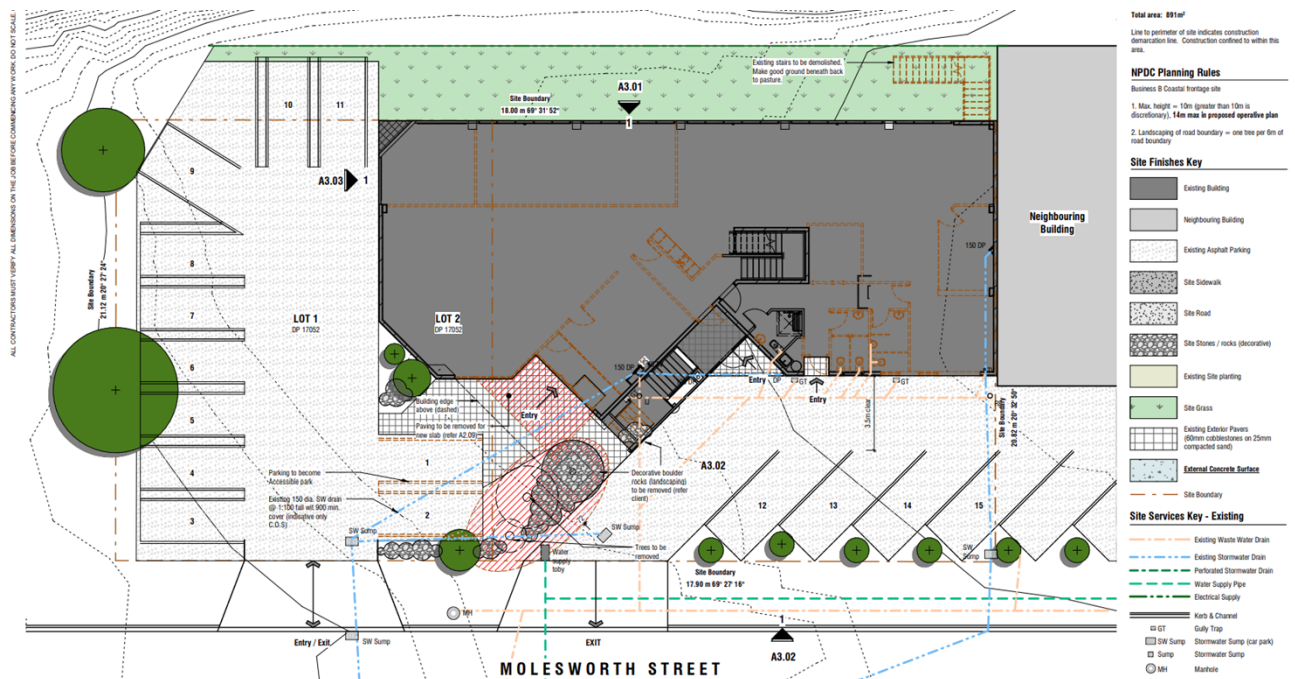 ALL CONTRACTORS MUST VERIFY ALL DIMENSIONS ON THE JOB BEFORE COMMENCING ANY WORK. DO NOT SCALE.
Existing stairs to be demolished.
Make good ground beneath back
to pasture.
A3.01
1
Site Boundary
18.00 m 69° 31' 52"
10
11
9
A3.03
1
8
7
6
5
4
3
Site Boundary
21.12 m 20° 27' 24"
LOT 1
DP 17052
LOT 2
DP 17052
Neighbouring
Building
150 DP
150 DP
DP
GT
GT
Entry
Entry
Entry
3.5m clear
Site Boundary
20.82 m 20° 32' 50"
Building edge
above (dashed)
Paving to be removed for
new slab (refer A2.09)
1
2
Parking to become
Accessible park
Existing 150 dia. SW drain
@ 1:100 fall wit 900 min.
cover (indicative only
C.O.S)
SW Sump
SW Sump
Decorative boulder
rocks (landscaping)
to be removed (refer
client)
A3.02
1
12
13
14
15
Water
supply
toby
Trees to be
removed
Site Boundary
17.90 m 69° 27' 16"
SW
Sump
MH
Entry / Exit
SW Sump
EXIT
1
A3.02
MOLESWORTH STREET
Total area: 891m²
Line to perimeter of site indicates construction
demarcation line. Construction confined to within this
area.
NPDC Planning Rules
Business B Coastal frontage site
1. Max. height = 10m (greater than 10m is
discretionary), 14m max in proposed operative plan
2. Landscaping of road boundary = one tree per 6m of
road boundary
Site Finishes Key
Existing Building
Neighbouring Building
Existing Asphalt Parking
Site Sidewalk
Site Road
Site Stones / rocks (decorative)
Existing Site planting
Site Grass
Existing Exterior Pavers
(60mm cobblestones on 25mm
compacted sand)
External Concrete Surface
Site Boundary
Site Services Key - Existing
Existing Waste Water Drain
Existing Stormwater Drain
Perforated Stormwater Drain
Water Supply Pipe
Electrical Supply
Kerb & Channel
GT Gully Trap
SW Sump Stormwater Sump (car park)
Sump Stormwater Sump
MH Manhole